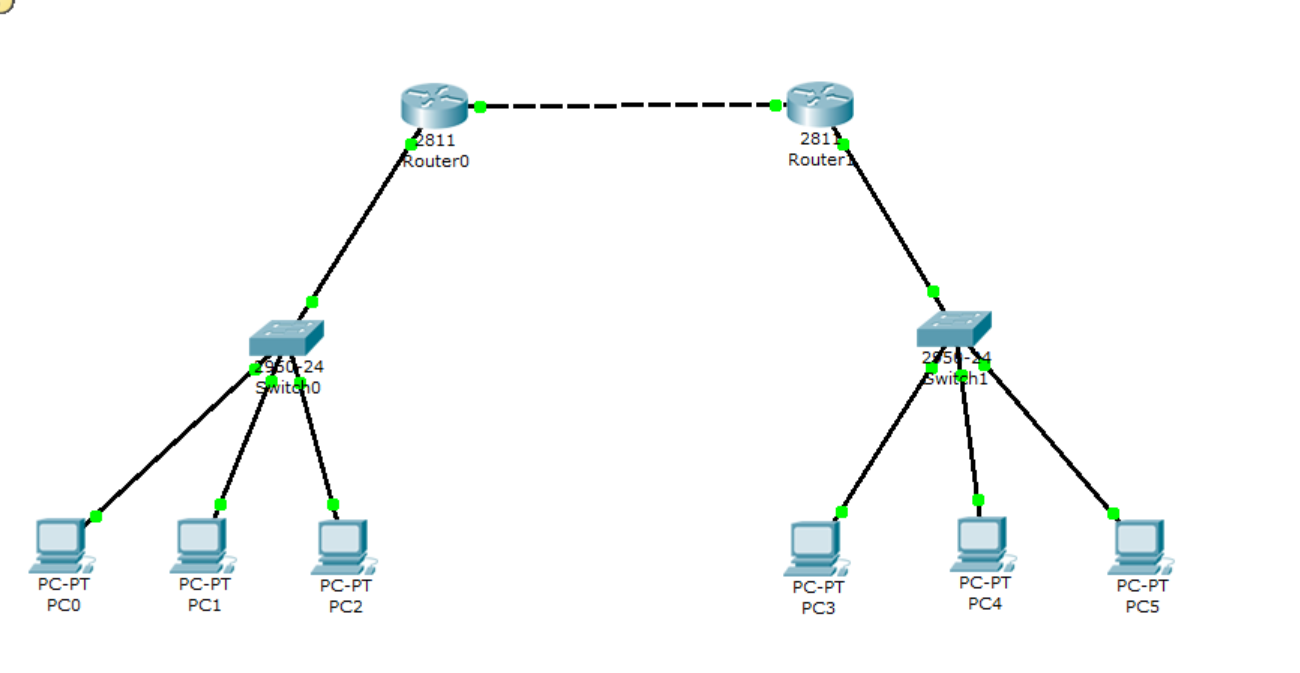 2811
Router0
2811
Router1
2950-24
Switch0
2950-24
Switch1
PC-PT
PC0
PC-PT
PC1
PC-PT
PC2
PC-PT
PC3
PC-PT
PC4
PC-PT
PC5